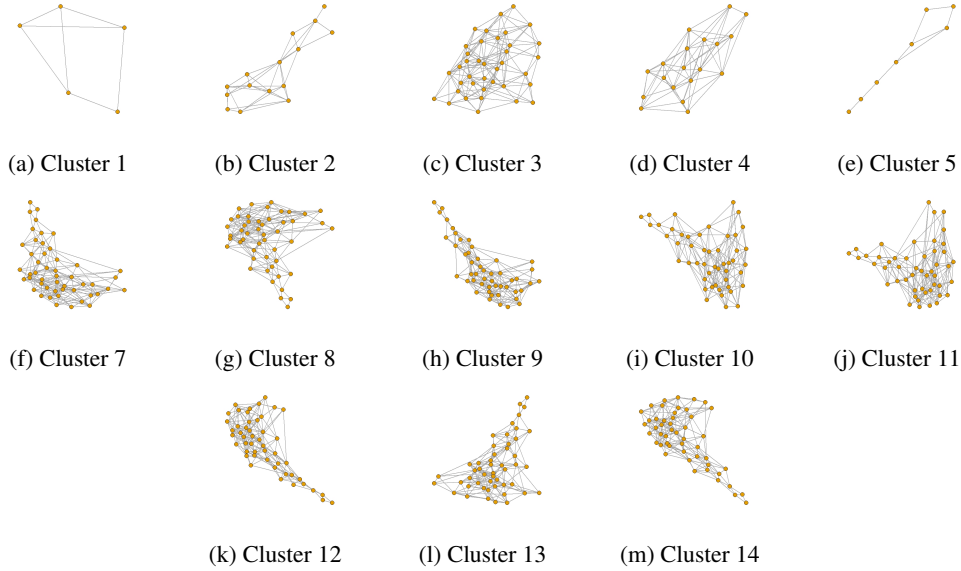 (a) Cluster 1
(b) Cluster 2
(c) Cluster 3
(d) Cluster 4
(e) Cluster 5
(f) Cluster 7
(g) Cluster 8
(h) Cluster 9
(i) Cluster 10
(j) Cluster 11
(k) Cluster 12
(l) Cluster 13
(m) Cluster 14